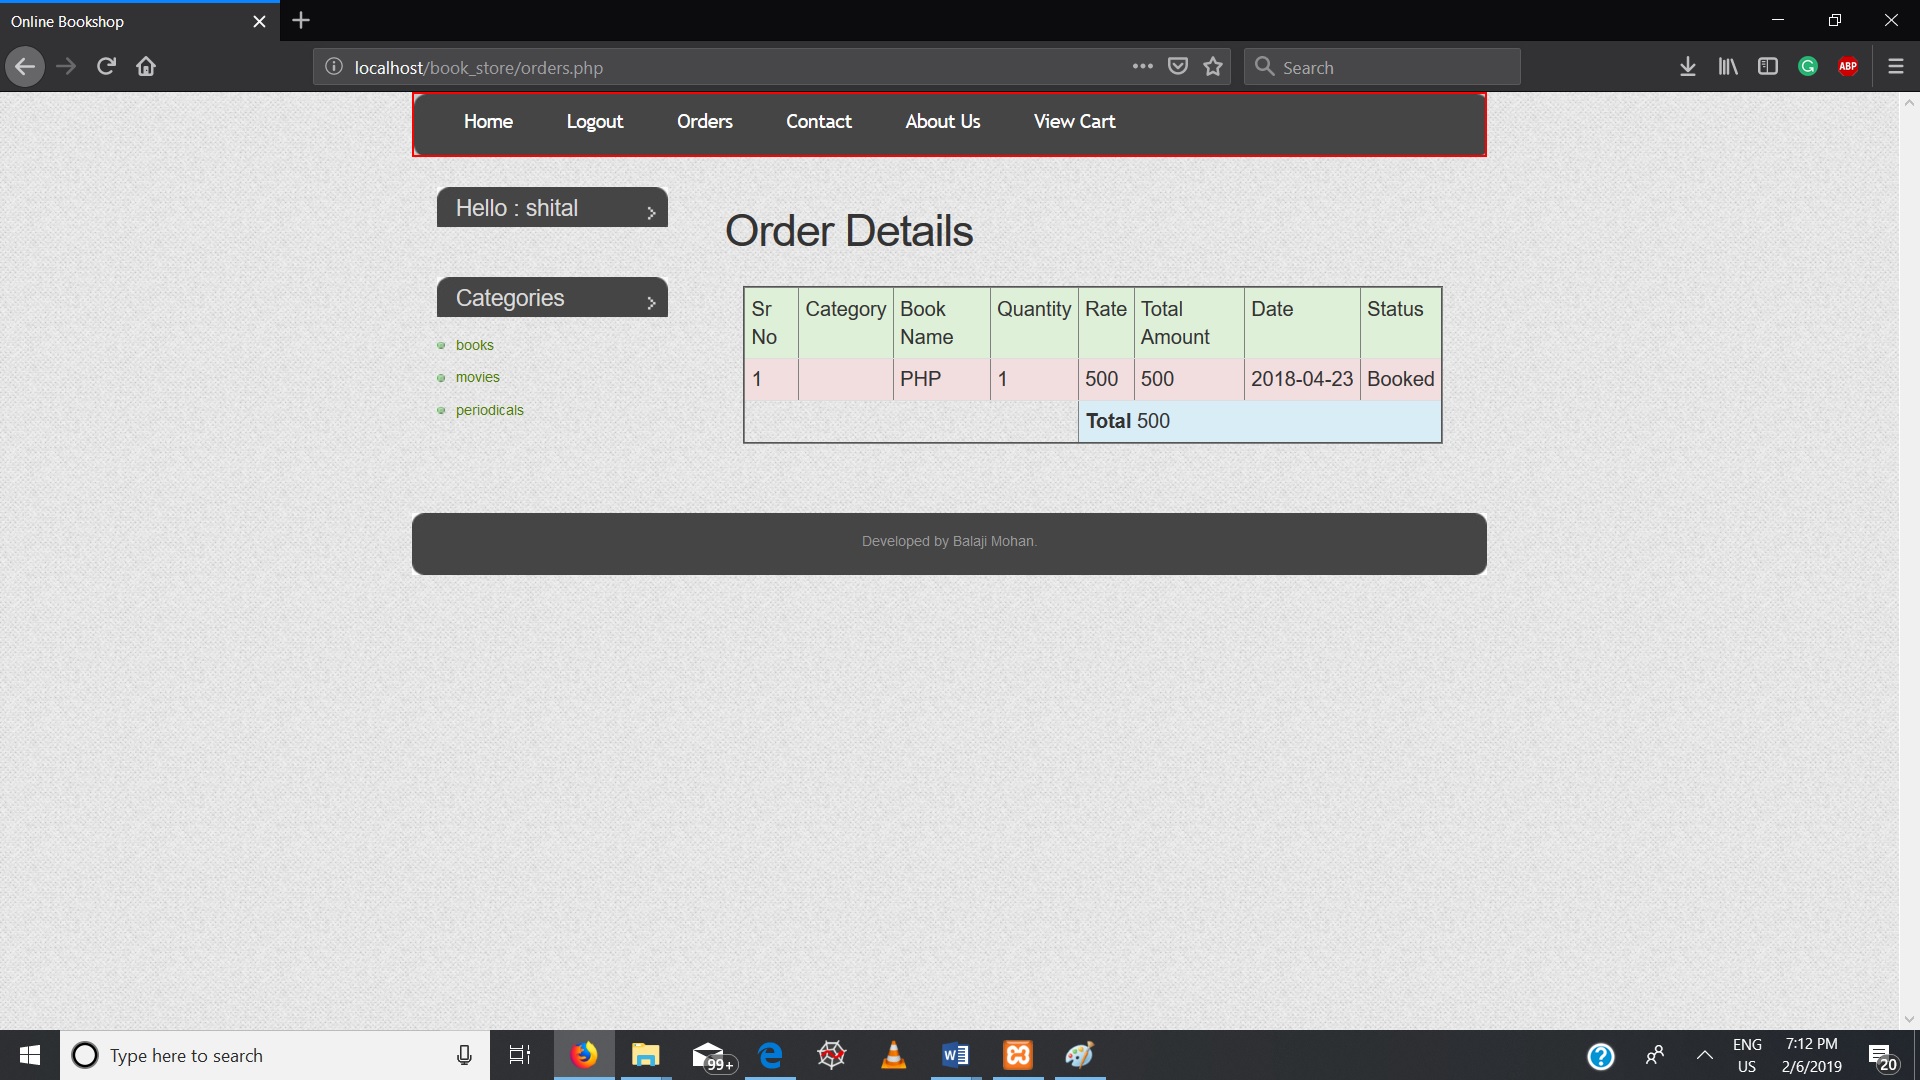 Online Bookshop
localhost/book_store/orders.php
Search
ABP
Home Logout Orders Contact About Us View Cart
Hello : shital
Order Details
Categories
books
movies
periodicals
Sr No Category Book Name Quantity Rate Total Amount Date Status
1 PHP 1 500 500 2018-04-23 Booked
Total 500
Developed by Balaji Mohan.
Type here to search
99+
ENG
US
7:12 PM
2/6/2019
20